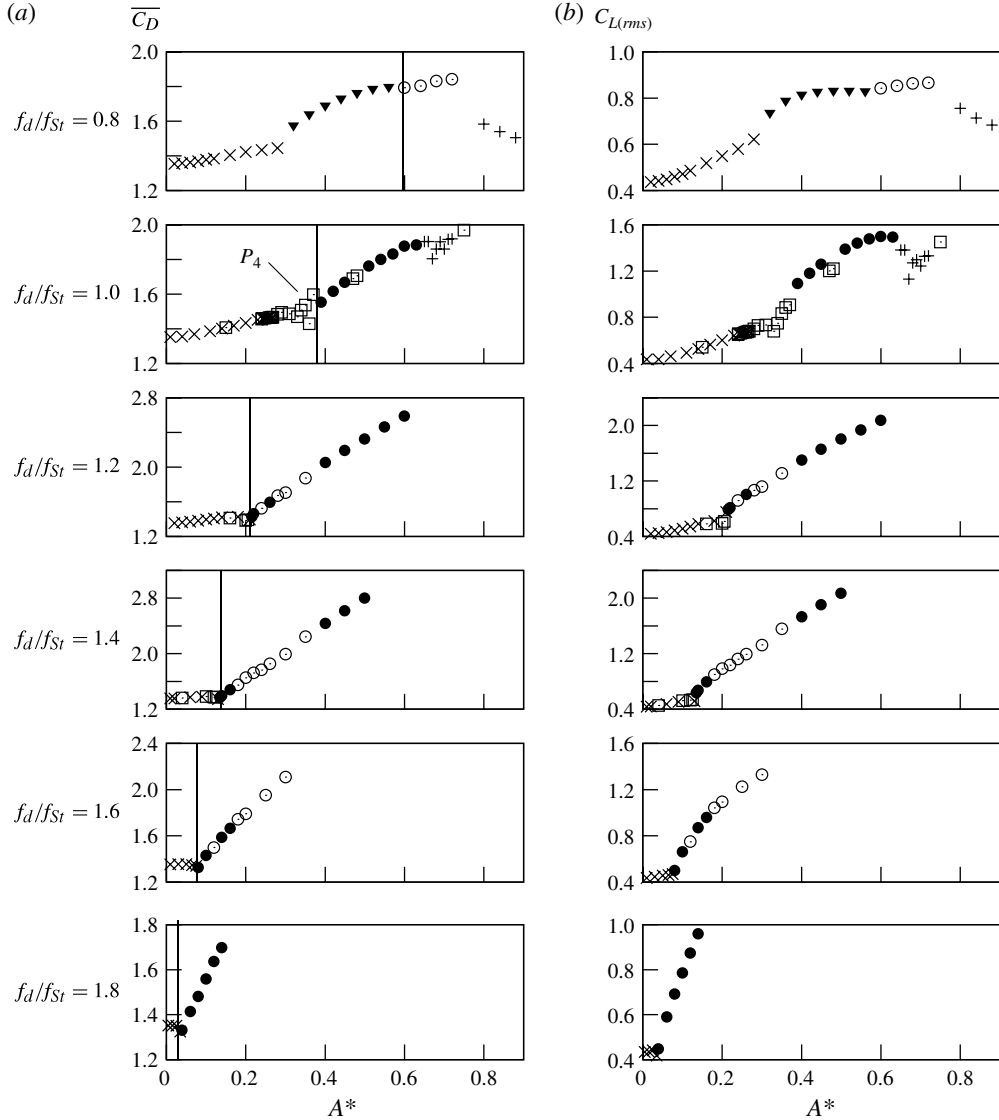 (a) $\overline{C_D}$ (b) $C_{L(rms)}$
2.0 1.0
0.8
$f_d/f_{St} = 0.8$ 1.6
0.6
1.2 0.4
2.0 1.6
$P_4$ 1.2
$f_d/f_{St} = 1.0$ 1.6
0.8
1.2 0.4
2.8
2.0
$f_d/f_{St} = 1.2$ 2.0
1.2
1.2 0.4
2.8 2.0
$f_d/f_{St} = 1.4$ 2.0 1.2
1.2 0.4
2.4 1.6
2.0 1.2
$f_d/f_{St} = 1.6$
1.6 0.8
1.2 0.4
1.8 1.0
1.6 0.8
$f_d/f_{St} = 1.8$
1.4 0.6
1.2 0.4
0 0.2 0.4 0.6 0.8 0 0.2 0.4 0.6 0.8
A* A*